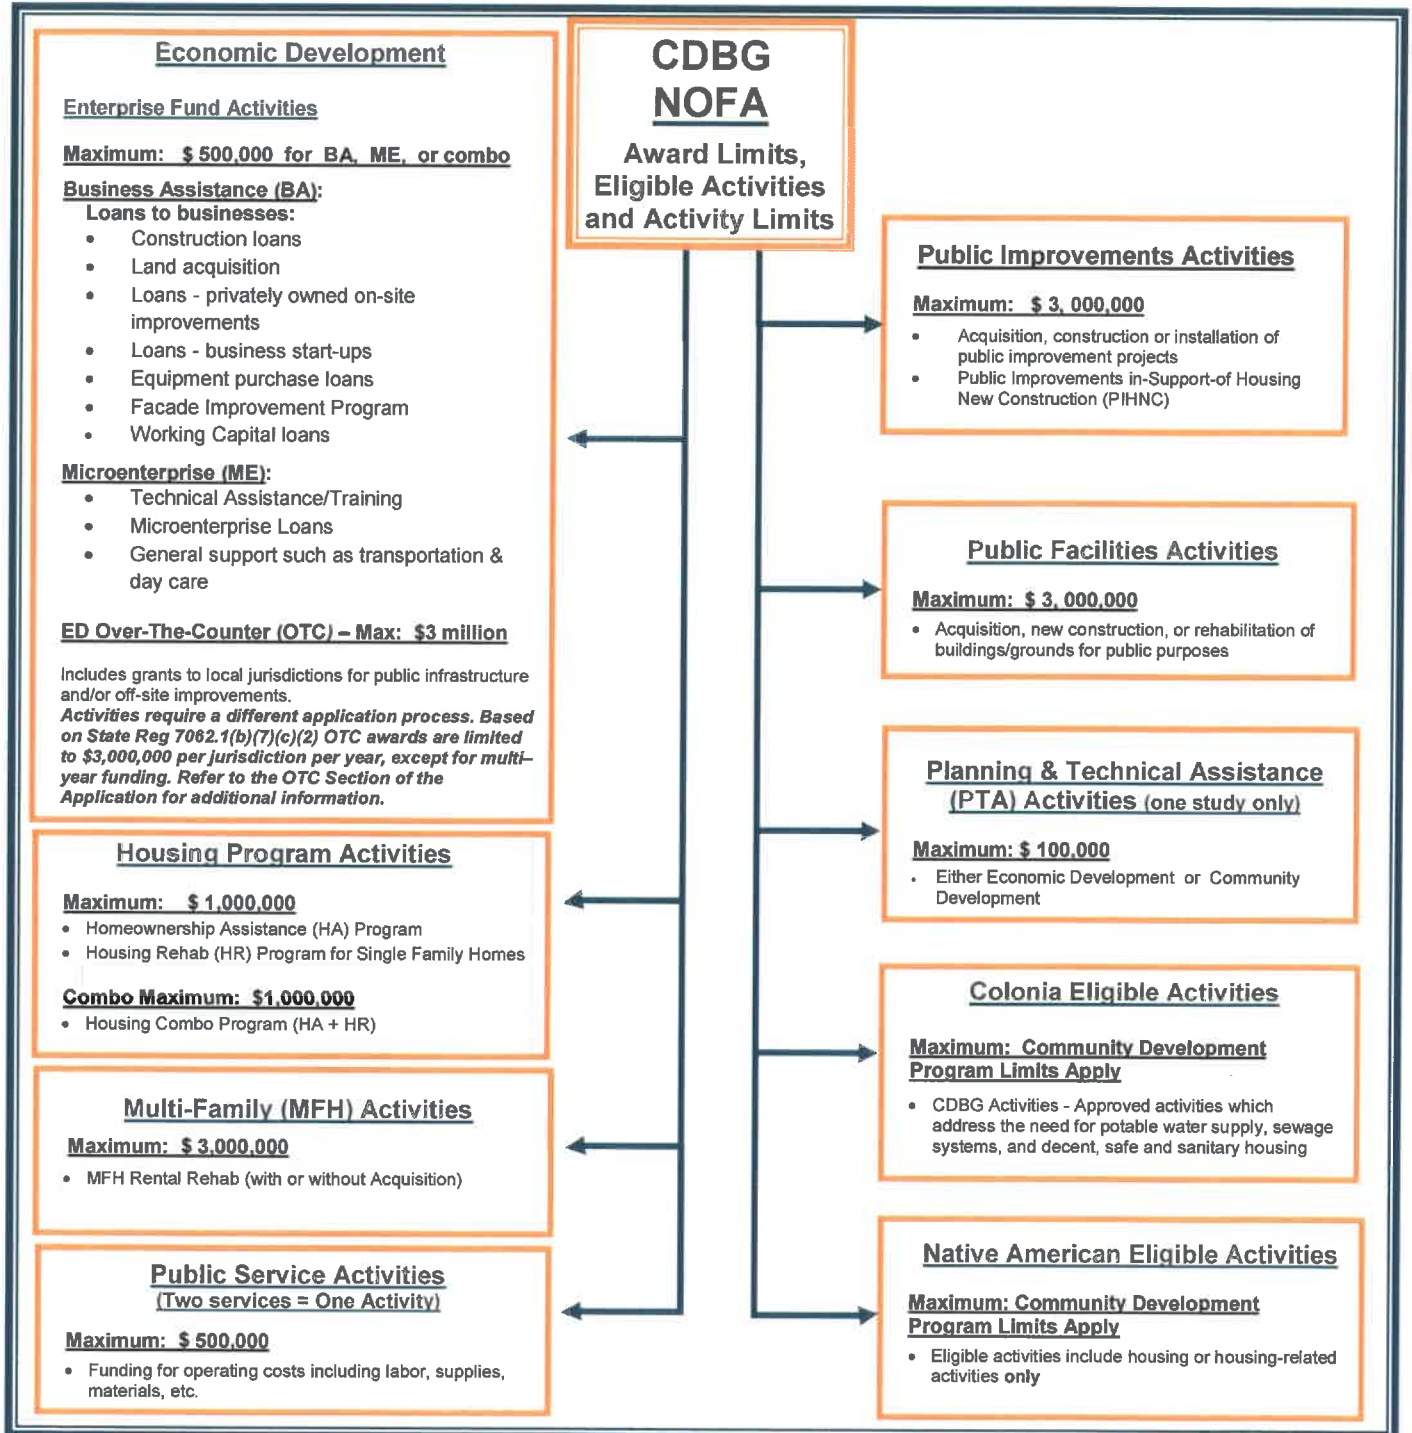 CDBG
NOFA
Award Limits,
Eligible Activities
and Activity Limits
Economic Development
Enterprise Fund Activities
Maximum: $ 500,000 for BA, ME, or combo
Business Assistance (BA):
Loans to businesses:
• Construction loans
• Land acquisition
• Loans - privately owned on-site
improvements
• Loans - business start-ups
• Equipment purchase loans
• Facade Improvement Program
• Working Capital loans
Microenterprise (ME):
• Technical Assistance/Training
• Microenterprise Loans
• General support such as transportation &
day care
ED Over-The-Counter (OTC) – Max: $3 million
Includes grants to local jurisdictions for public infrastructure
and/or off-site improvements.
Activities require a different application process. Based
on State Reg 7062.1(b)(7)(c)(2) OTC awards are limited
to $3,000,000 per jurisdiction per year, except for multi–
year funding. Refer to the OTC Section of the
Application for additional information.
Housing Program Activities
Maximum: $ 1,000,000
• Homeownership Assistance (HA) Program
• Housing Rehab (HR) Program for Single Family Homes
Combo Maximum: $1,000,000
• Housing Combo Program (HA + HR)
Multi-Family (MFH) Activities
Maximum: $ 3,000,000
• MFH Rental Rehab (with or without Acquisition)
Public Service Activities
(Two services = One Activity)
Maximum: $ 500,000
• Funding for operating costs including labor, supplies,
materials, etc.
Public Improvements Activities
Maximum: $ 3, 000,000
• Acquisition, construction or installation of
public improvement projects
• Public Improvements in-Support-of Housing
New Construction (PIHNC)
Public Facilities Activities
Maximum: $ 3, 000,000
• Acquisition, new construction, or rehabilitation of
buildings/grounds for public purposes
Planning & Technical Assistance
(PTA) Activities (one study only)
Maximum: $ 100,000
• Either Economic Development or Community
Development
Colonia Eligible Activities
Maximum: Community Development
Program Limits Apply
• CDBG Activities - Approved activities which
address the need for potable water supply, sewage
systems, and decent, safe and sanitary housing
Native American Eligible Activities
Maximum: Community Development
Program Limits Apply
• Eligible activities include housing or housing-related
activities only